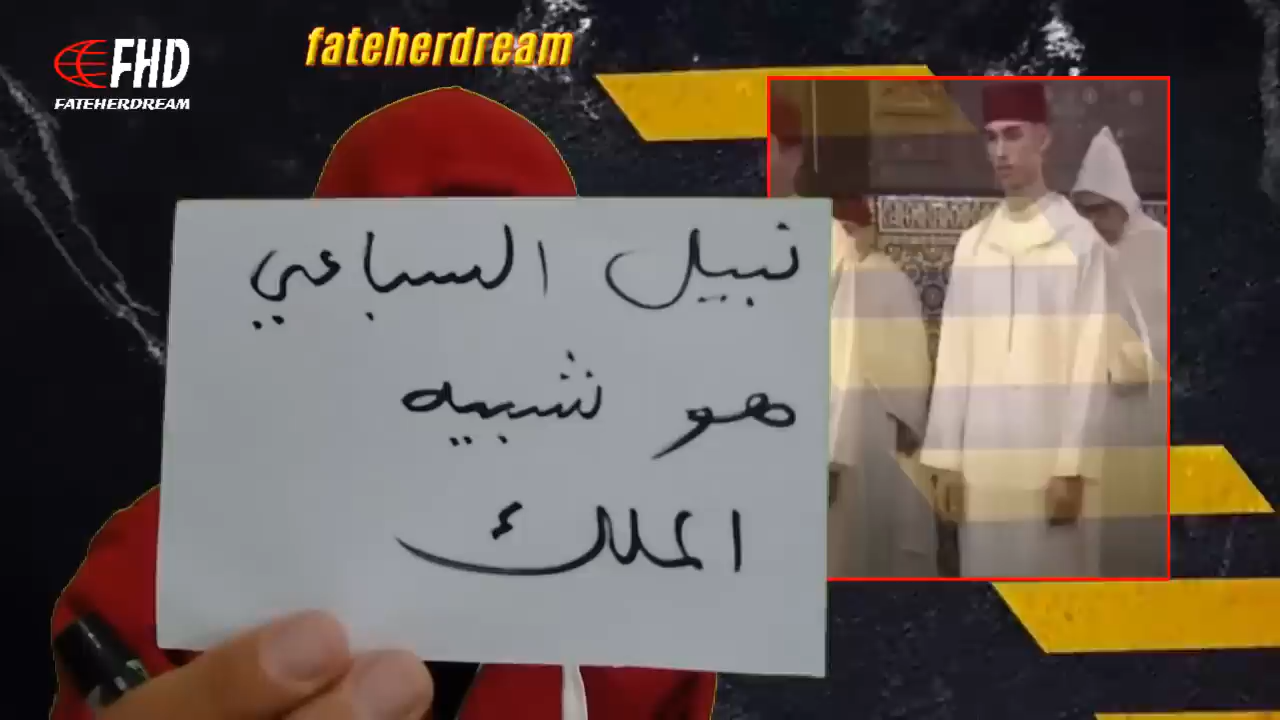 FHD
FATEHERDREAM
fateherdream
نبيل السباعي
هو شبيه
الملك